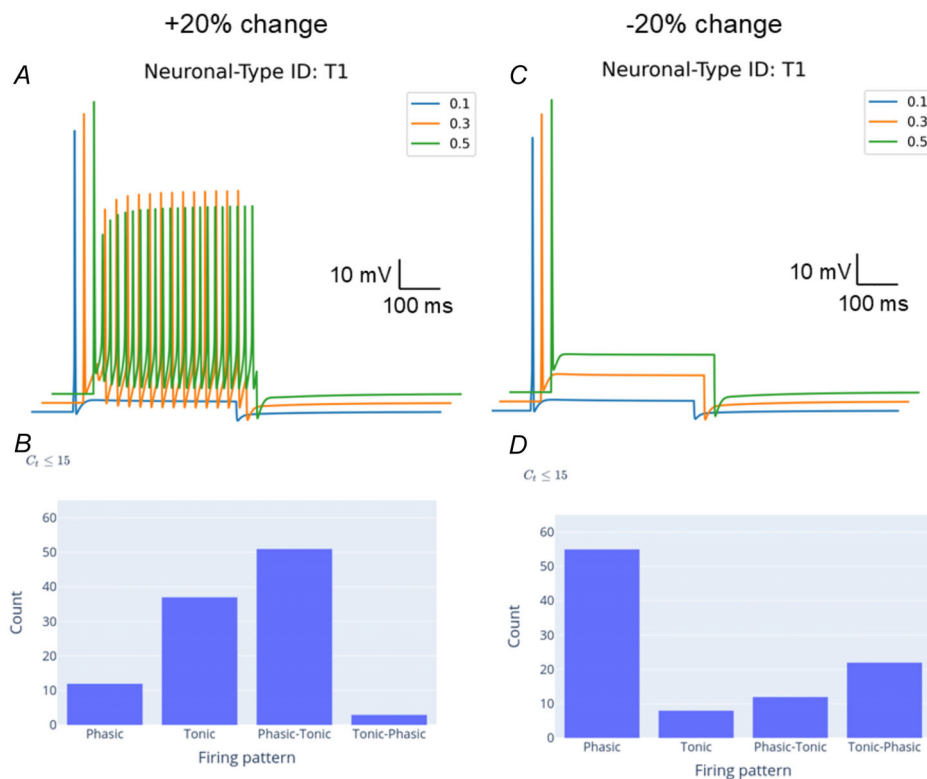 +20% change
-20% change
A
Neuronal-Type ID: T1
0.1
0.3
0.5
10 mV
100 ms
C
Neuronal-Type ID: T1
0.1
0.3
0.5
10 mV
100 ms
B
Cₜ ≤ 15
60
50
40
30
20
10
0
Count
Phasic Tonic Phasic-Tonic Tonic-Phasic
Firing pattern
D
Cₜ ≤ 15
60
50
40
30
20
10
0
Count
Phasic Tonic Phasic-Tonic Tonic-Phasic
Firing pattern